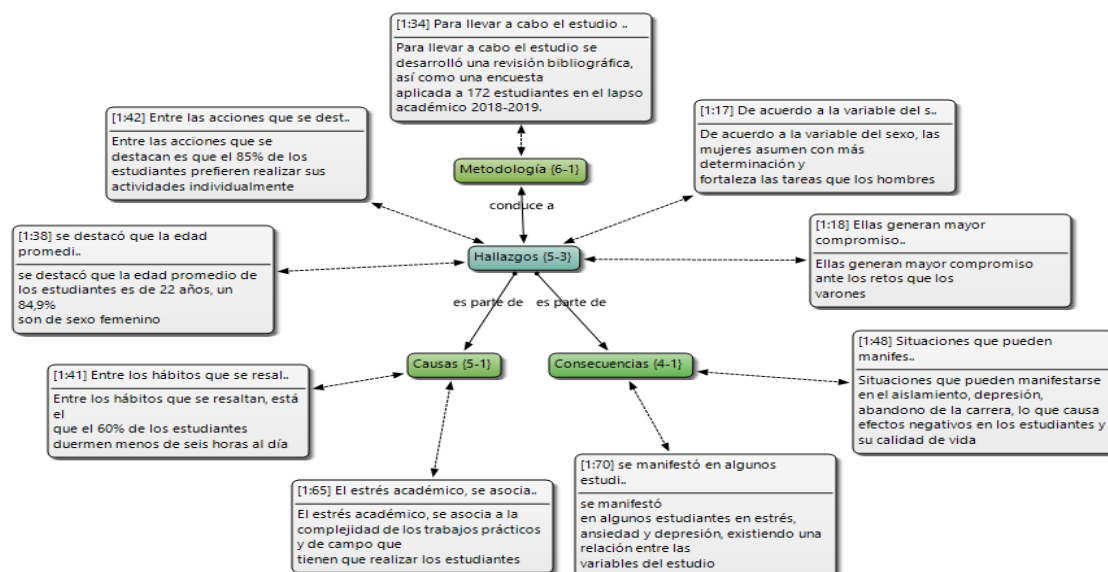 [1:34] Para llevar a cabo el estudio ..
Para llevar a cabo el estudio se
desarrolló una revisión bibliográfica,
así como una encuesta
aplicada a 172 estudiantes en el lapso
académico 2018-2019.
[1:42] Entre las acciones que se dest..
Entre las acciones que se
destacan es que el 85% de los
estudiantes prefieren realizar sus
actividades individualmente
[1:17] De acuerdo a la variable del s..
De acuerdo a la variable del sexo, las
mujeres asumen con más
determinación y
fortaleza las tareas que los hombres
Metodología {6-1}
conduce a
[1:38] se destacó que la edad
promedi..
se destacó que la edad promedio de
los estudiantes es de 22 años, un
84,9%
son de sexo femenino
Hallazgos {5-3}
[1:18] Ellas generan mayor
compromiso..
Ellas generan mayor compromiso
ante los retos que los
varones
es parte de
es parte de
Causas {5-1}
Consecuencias {4-1}
[1:48] Situaciones que pueden
manifes..
Situaciones que pueden manifestarse
en el aislamiento, depresión,
abandono de la carrera, lo que causa
efectos negativos en los estudiantes y
su calidad de vida
[1:41] Entre los hábitos que se resal..
Entre los hábitos que se resaltan, está
el
que el 60% de los estudiantes
duermen menos de seis horas al día
[1:65] El estrés académico, se asocia..
El estrés académico, se asocia a la
complejidad de los trabajos prácticos
y de campo que
tienen que realizar los estudiantes
[1:70] se manifestó en algunos
estudi..
se manifestó
en algunos estudiantes en estrés,
ansiedad y depresión, existiendo una
relación entre las
variables del estudio